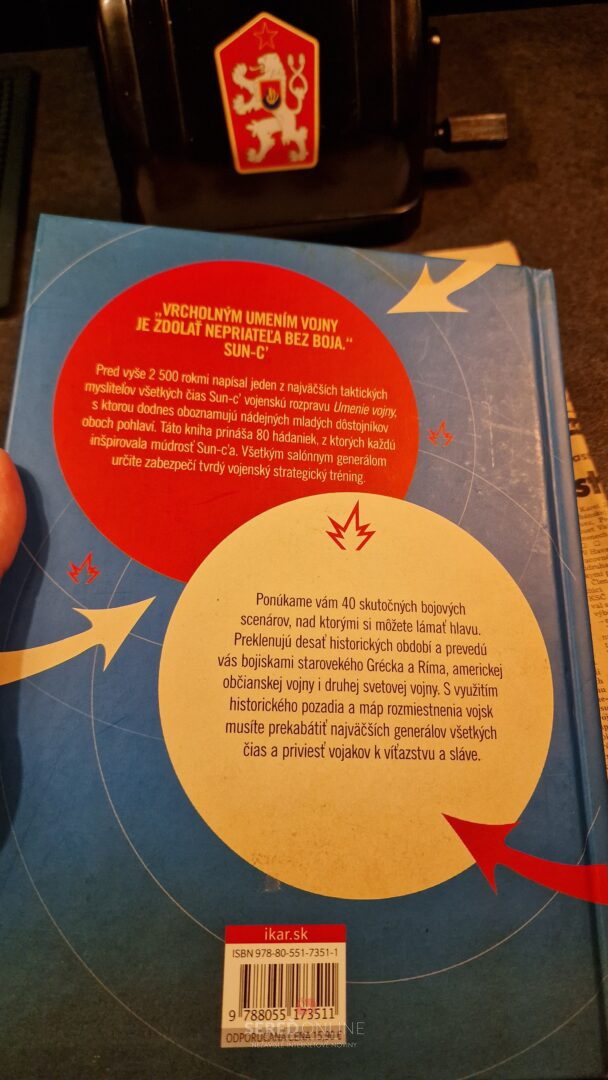 „VRCHOLNÝM UMENÍM VOJNY
JE ZDOLAŤ NEPRIATEĽA BEZ BOJA.“
SUN-C’
Pred vyše 2 500 rokmi napísal jeden z najväčších taktických
mysliteľov všetkých čias Sun-c’ vojenskú rozpravu Umenie vojny,
s ktorou dodnes oboznamujú nádejných mladých dôstojníkov
oboch pohlaví. Táto kniha prináša 80 hádaniek, z ktorých každú
inšpirovala múdrosť Sun-c’a. Všetkým salónnym generálom
určite zabezpečí tvrdý vojenský strategický tréning.
Ponúkame vám 40 skutočných bojových
scenárov, nad ktorými si môžete lámať hlavu.
Preklenujú desať historických období a prevedú
vás bojiskami starovekého Grécka a Ríma, americkej
občianskej vojny i druhej svetovej vojny. S využitím
historického pozadia a máp rozmiestnenia vojsk
musíte prekabátiť najväčších generálov všetkých
čias a priviesť vojakov k víťazstvu a sláve.
ikar.sk
ISBN 978-80-551-7351-1
9 788055 173511
SEREDONLINE
ODPORÚČANÁ CENA 15,90 €